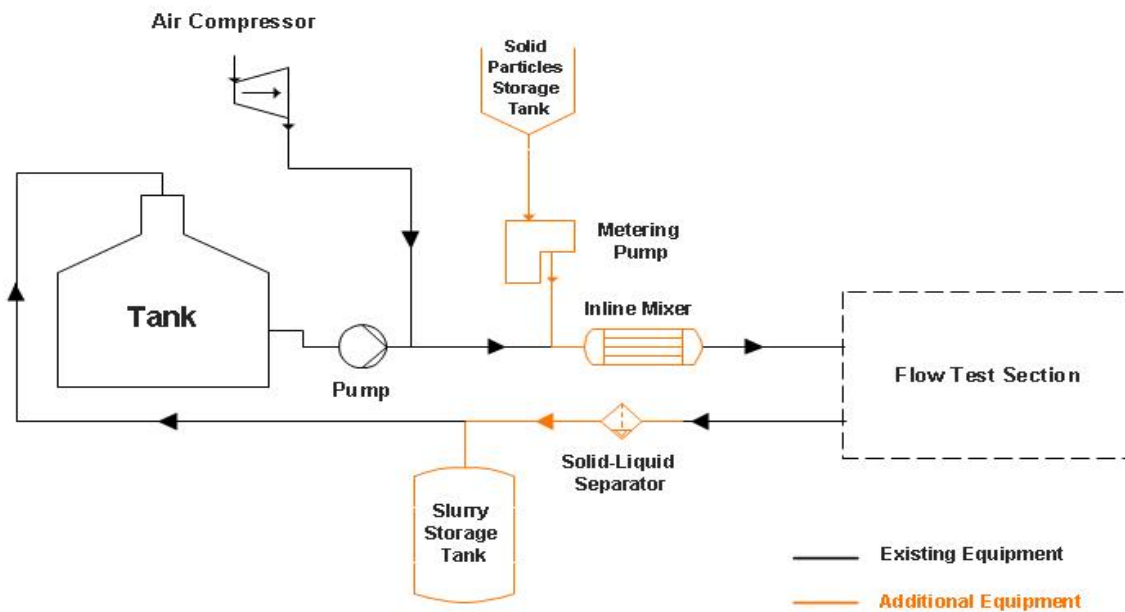 Air Compressor
Solid
Particles
Storage
Tank
Metering
Pump
Tank
Inline Mixer
Pump
Flow Test Section
Solid-Liquid
Separator
Slurry
Storage
Tank
Existing Equipment
Additional Equipment